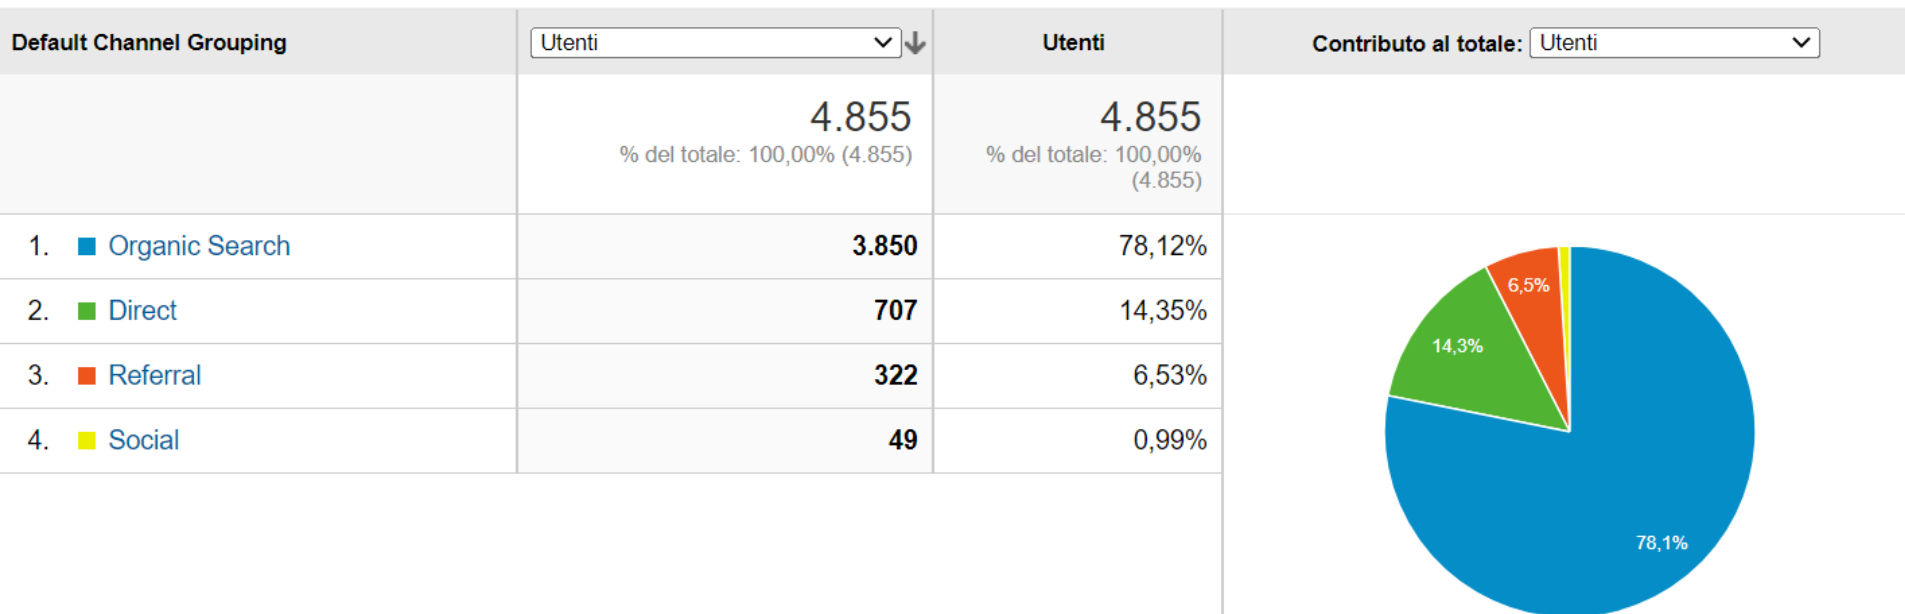 Default Channel Grouping
Utenti
Utenti
Contributo al totale: Utenti
4.855
% del totale: 100,00% (4.855)
4.855
% del totale: 100,00%
(4.855)
1. Organic Search 3.850 78,12%
2. Direct 707 14,35%
3. Referral 322 6,53%
4. Social 49 0,99%
6,5%
14,3%
78,1%